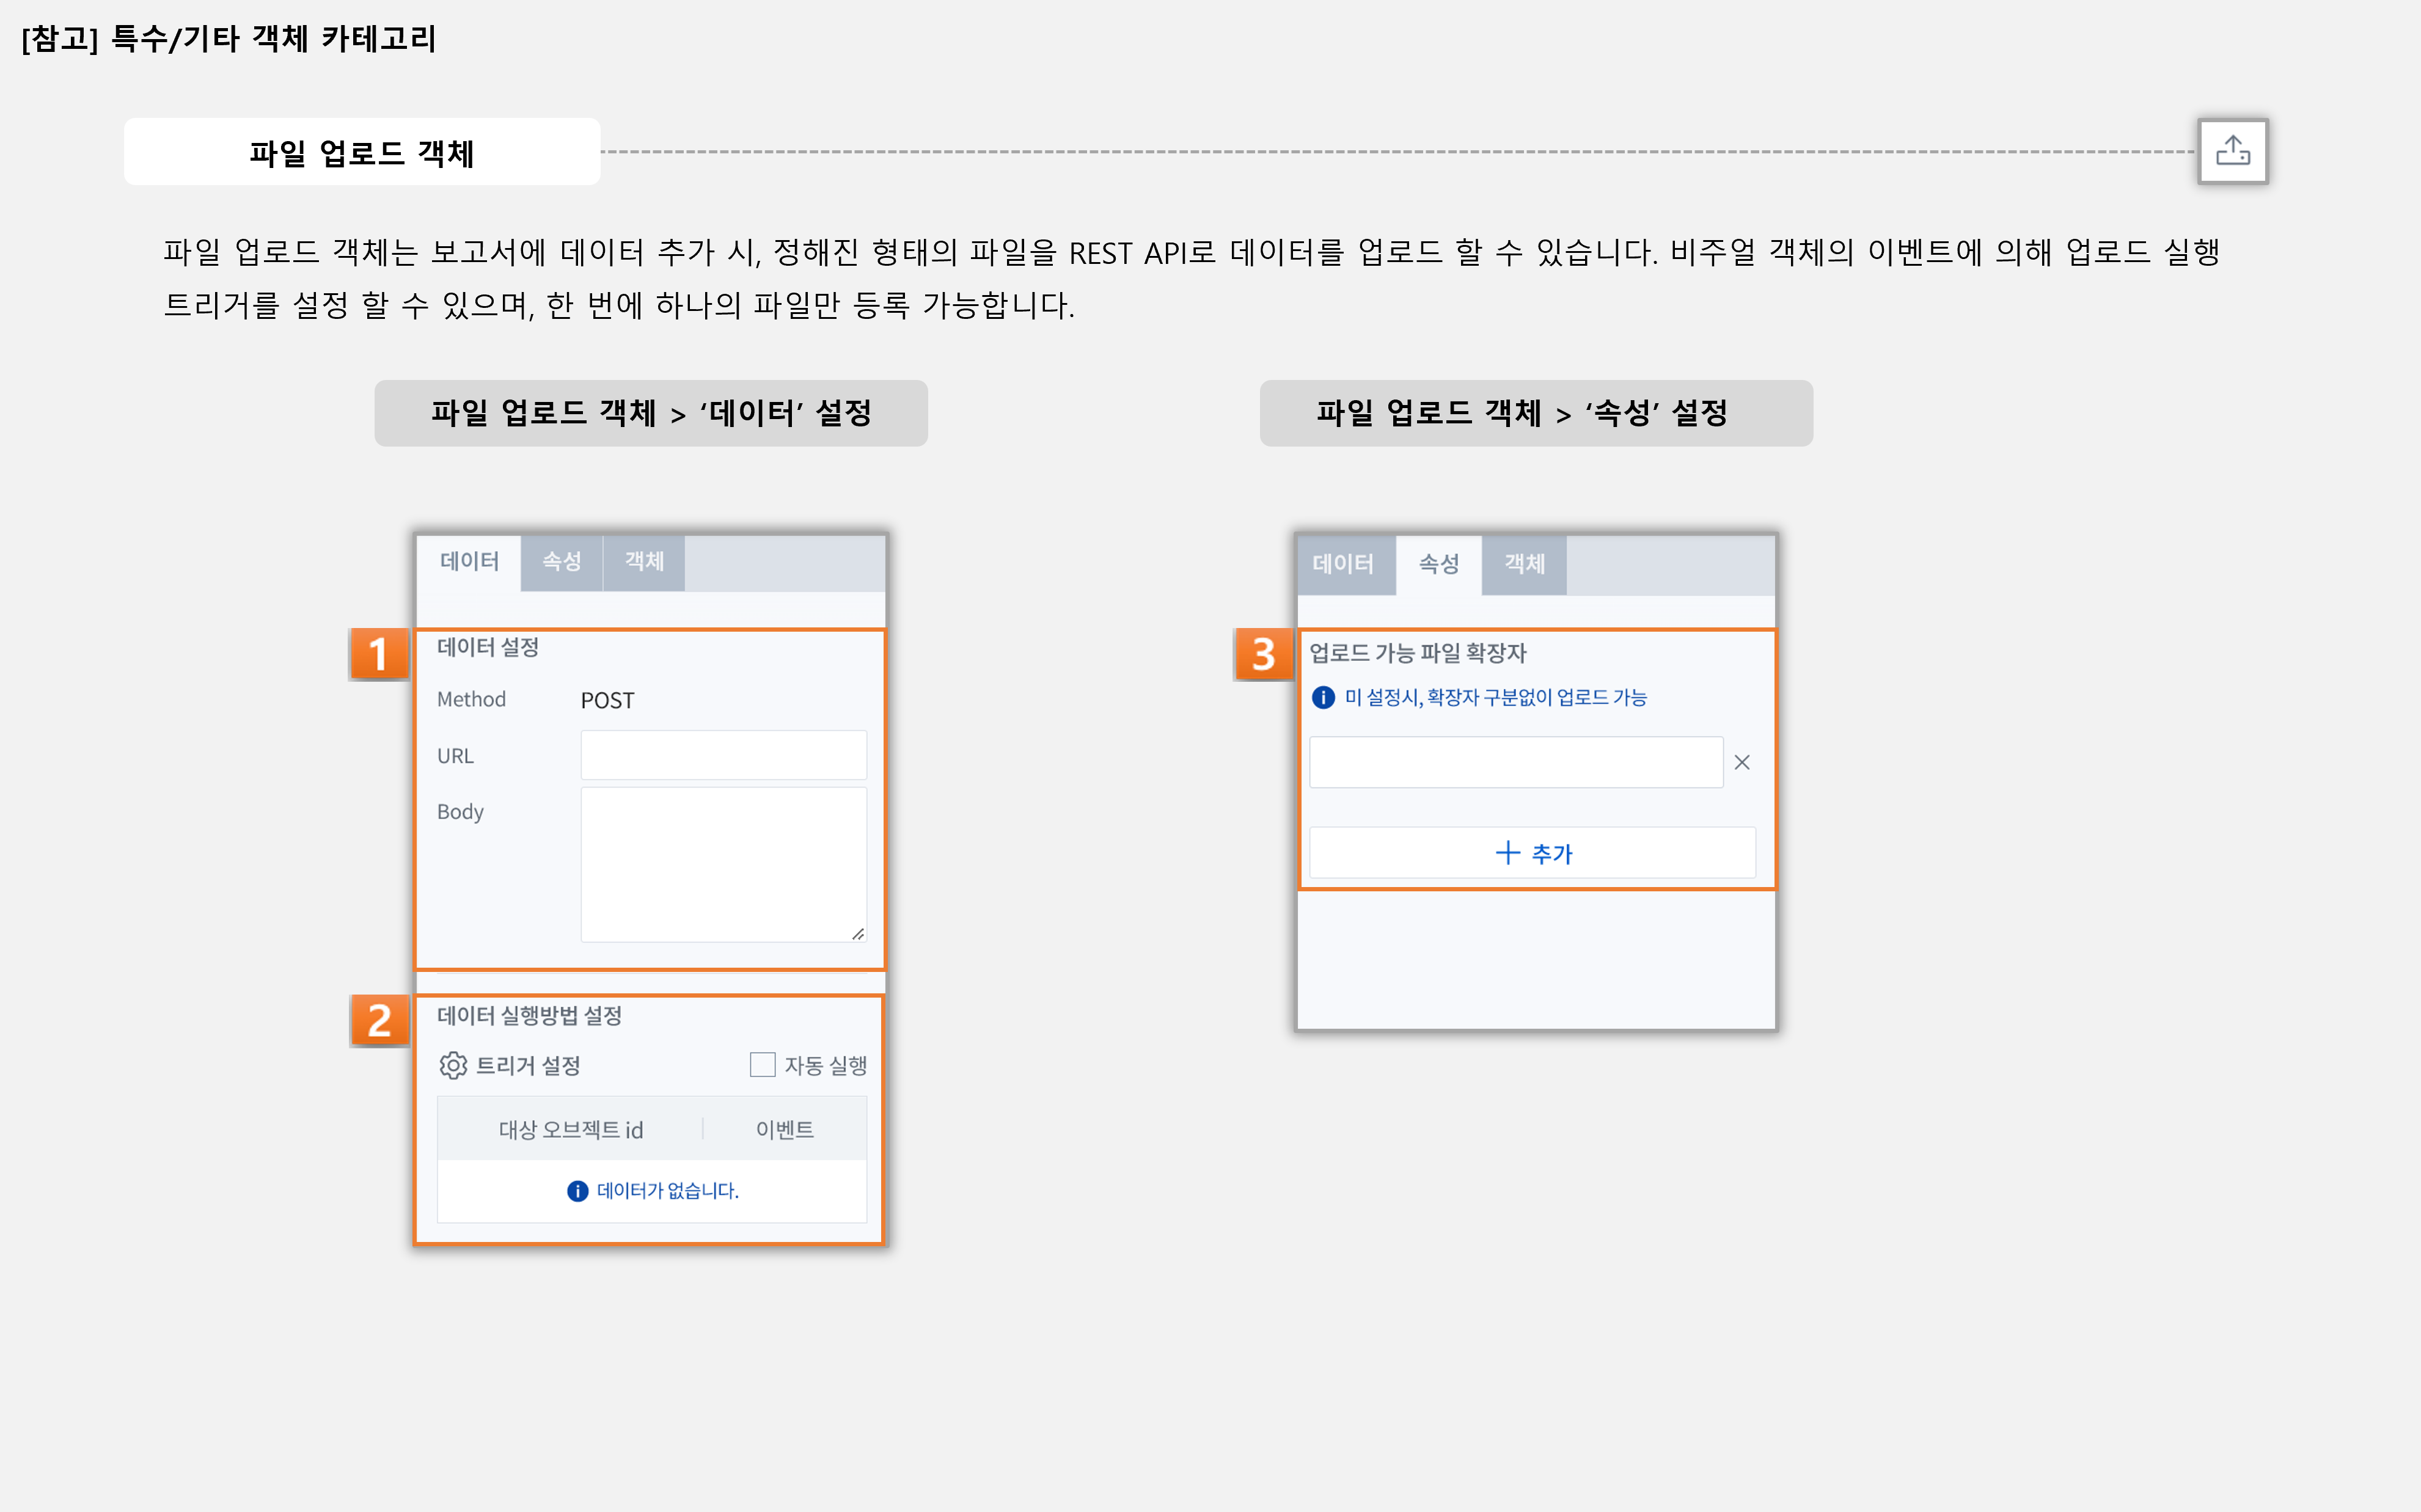 [참고] 특수/기타 객체 카테고리
파일 업로드 객체
파일 업로드 객체는 보고서에 데이터 추가 시, 정해진 형태의 파일을 REST API로 데이터를 업로드 할 수 있습니다. 비주얼 객체의 이벤트에 의해 업로드 실행
트리거를 설정 할 수 있으며, 한 번에 하나의 파일만 등록 가능합니다.
파일 업로드 객체 > ‘데이터’ 설정
데이터 속성 객체
1
데이터 설정
Method POST
URL
Body
2
데이터 실행방법 설정
트리거 설정 자동 실행
대상 오브젝트 id 이벤트
데이터가 없습니다.
파일 업로드 객체 > ‘속성’ 설정
데이터 속성 객체
3
업로드 가능 파일 확장자
미 설정시, 확장자 구분없이 업로드 가능
+ 추가